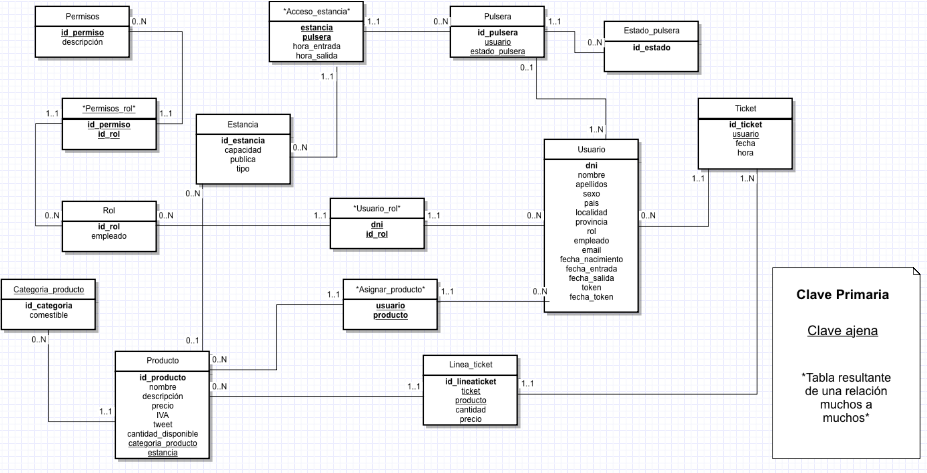 Permisos
id_permiso
descripción
0..N
*Acceso_estancia*
estancia
pulsera
hora_entrada
hora_salida
1..1
1..1
0..N
Pulsera
id_pulsera
usuario
estado_pulsera
1..1
0..N
0..1
Estado_pulsera
id_estado
*Permisos_rol*
id_permiso
id_rol
1..1
1..1
Estancia
id_estancia
capacidad
publica
tipo
0..N
0..N
1..N
Usuario
dni
nombre
apellidos
sexo
pais
localidad
provincia
rol
empleado
email
fecha_nacimiento
fecha_entrada
fecha_salida
token
fecha_token
0..N
0..N
0..N
Ticket
id_ticket
usuario
fecha
hora
1..1
1..N
Rol
id_rol
empleado
0..N
0..N
*Usuario_rol*
dni
id_rol
1..1
1..1
Categoria_producto
id_categoria
comestible
0..N
*Asignar_producto*
usuario
producto
1..1
1..1
Producto
id_producto
nombre
descripción
precio
IVA
tweet
cantidad_disponible
categoria_producto
estancia
0..1
0..N
0..N
1..1
Linea_ticket
id_lineaticket
ticket
producto
cantidad
precio
1..1
1..1
Clave Primaria
Clave ajena
*Tabla resultante
de una relación
muchos a
muchos*